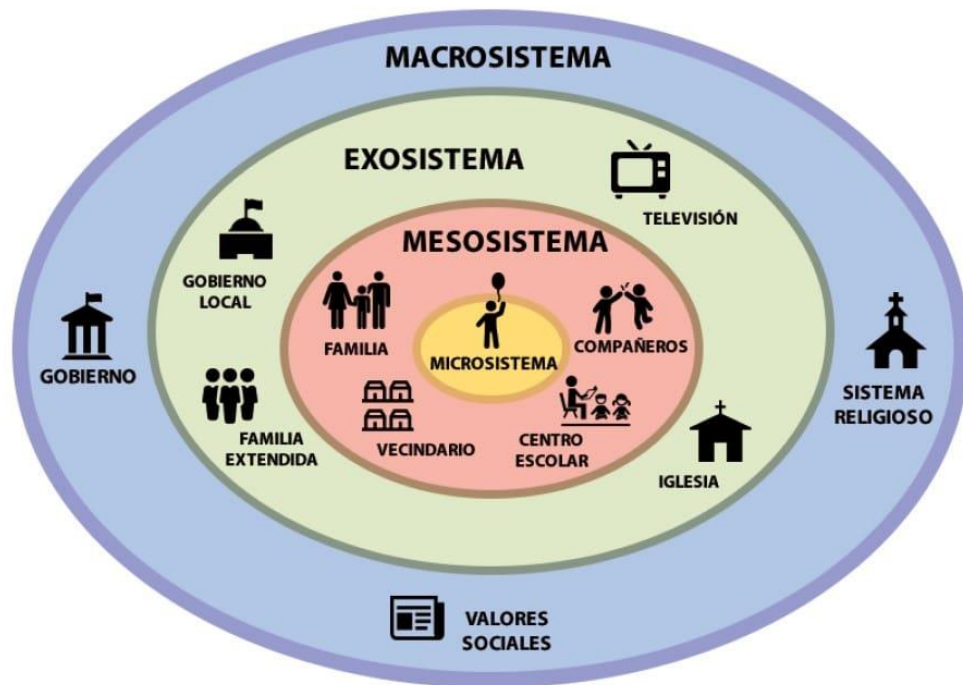 MACROSISTEMA
EXOSISTEMA
TELEVISIÓN
MESOSISTEMA
GOBIERNO
LOCAL
FAMILIA
MICROSISTEMA
COMPAÑEROS
GOBIERNO
SISTEMA
RELIGIOSO
FAMILIA
EXTENDIDA
VECINDARIO
CENTRO
ESCOLAR
IGLESIA
VALORES
SOCIALES